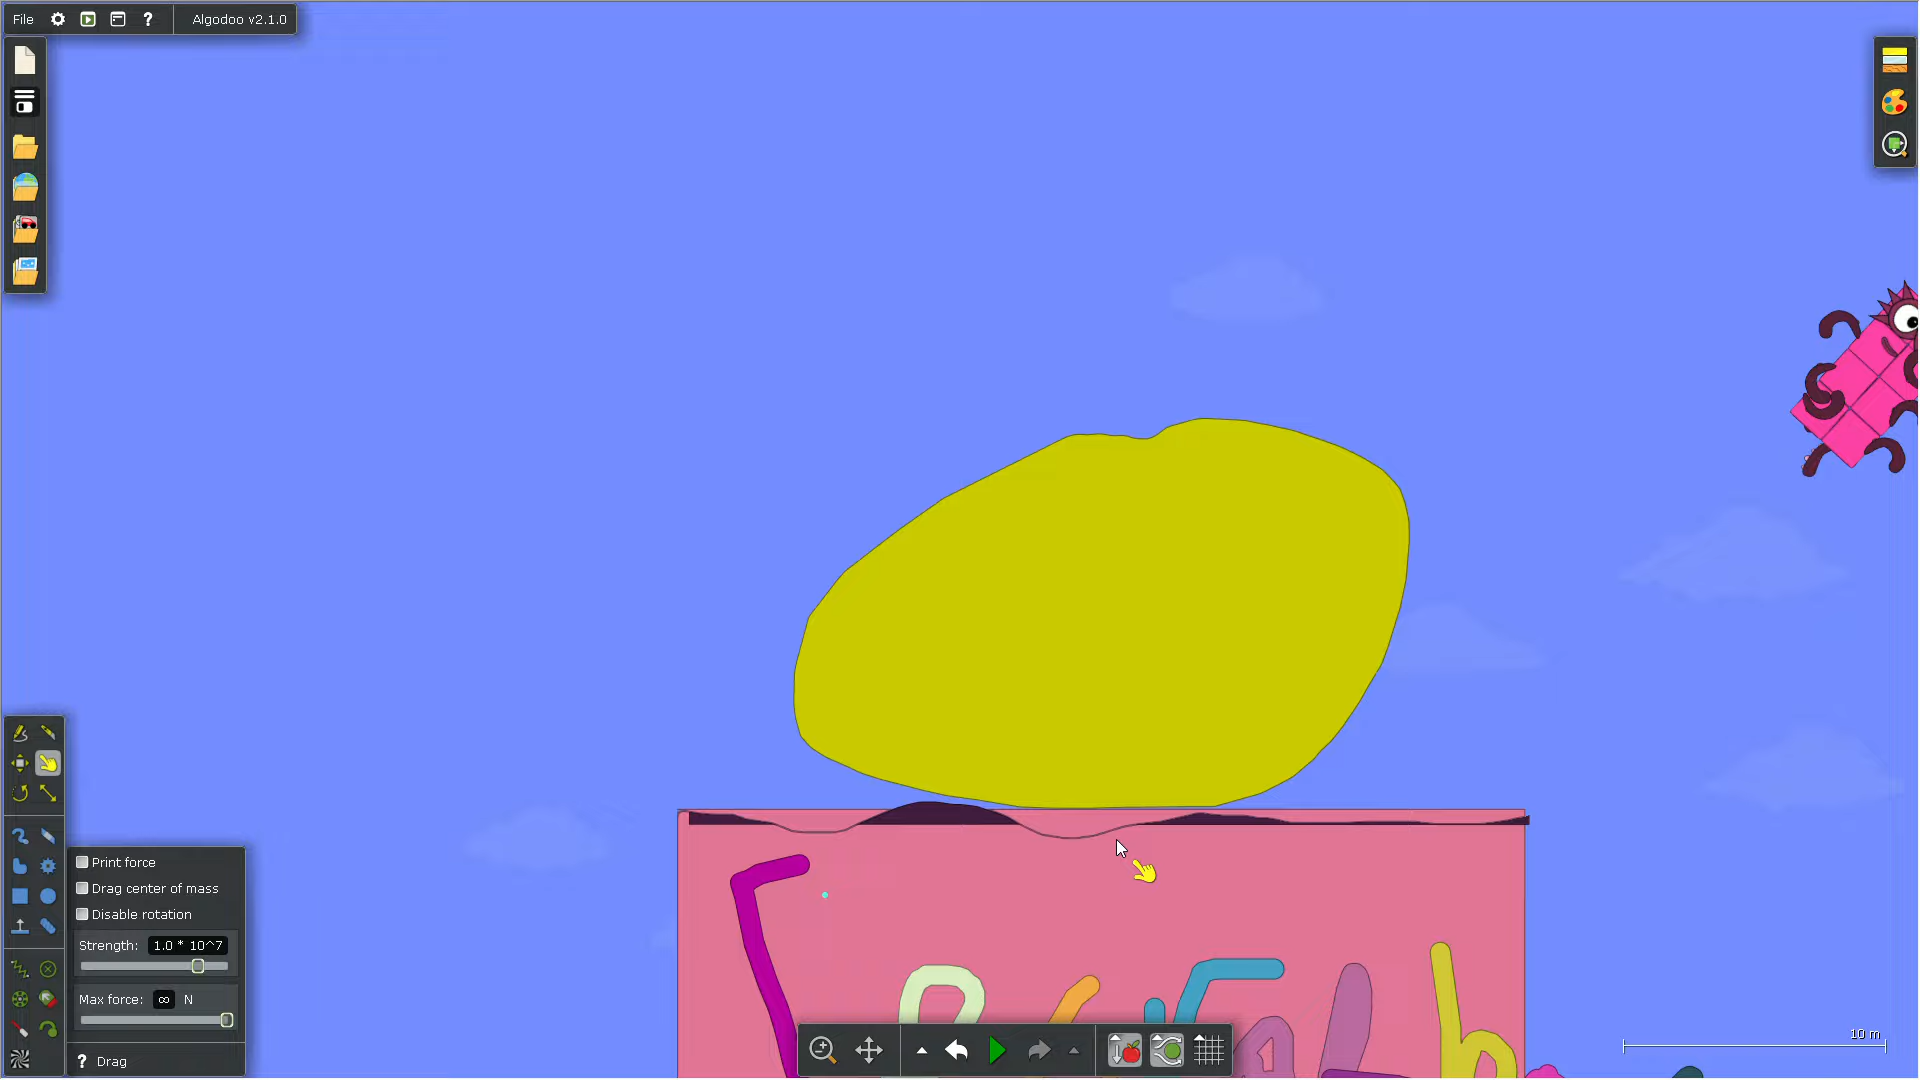 File ? Algodoo v2.1.0
Print force
Drag center of mass
Disable rotation
Strength: 1.0 * 10^7
Max force: ∞ N
? Drag
10 m